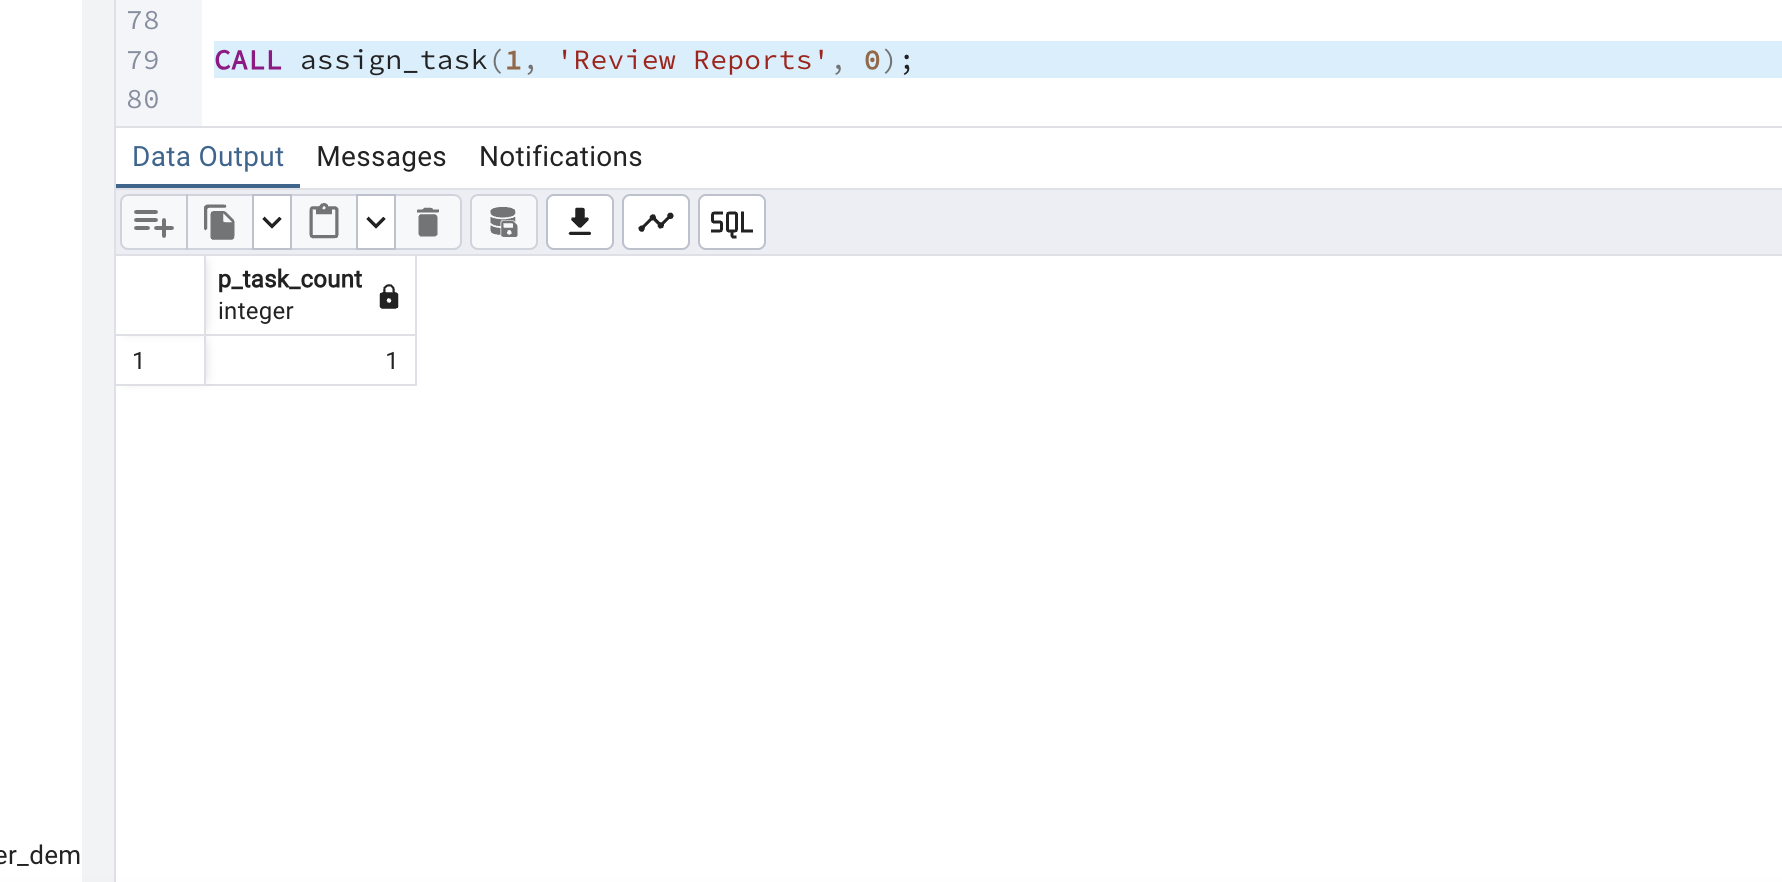 78
79 CALL assign_task(1, 'Review Reports', 0);
80
Data Output Messages Notifications
SQL
p_task_count
integer
1 1
er_dem